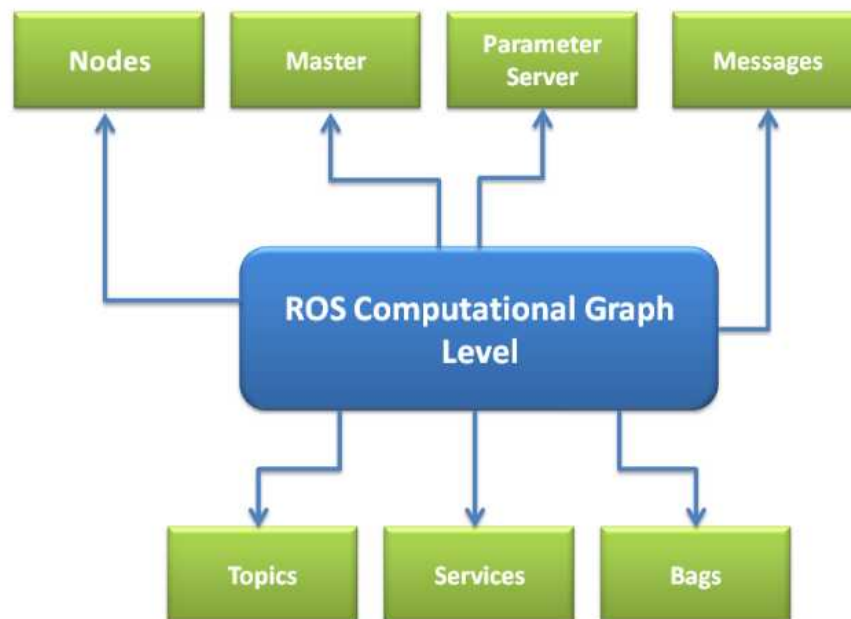 Nodes
Master
Parameter
Server
Messages
ROS Computational Graph
Level
Topics
Services
Bags